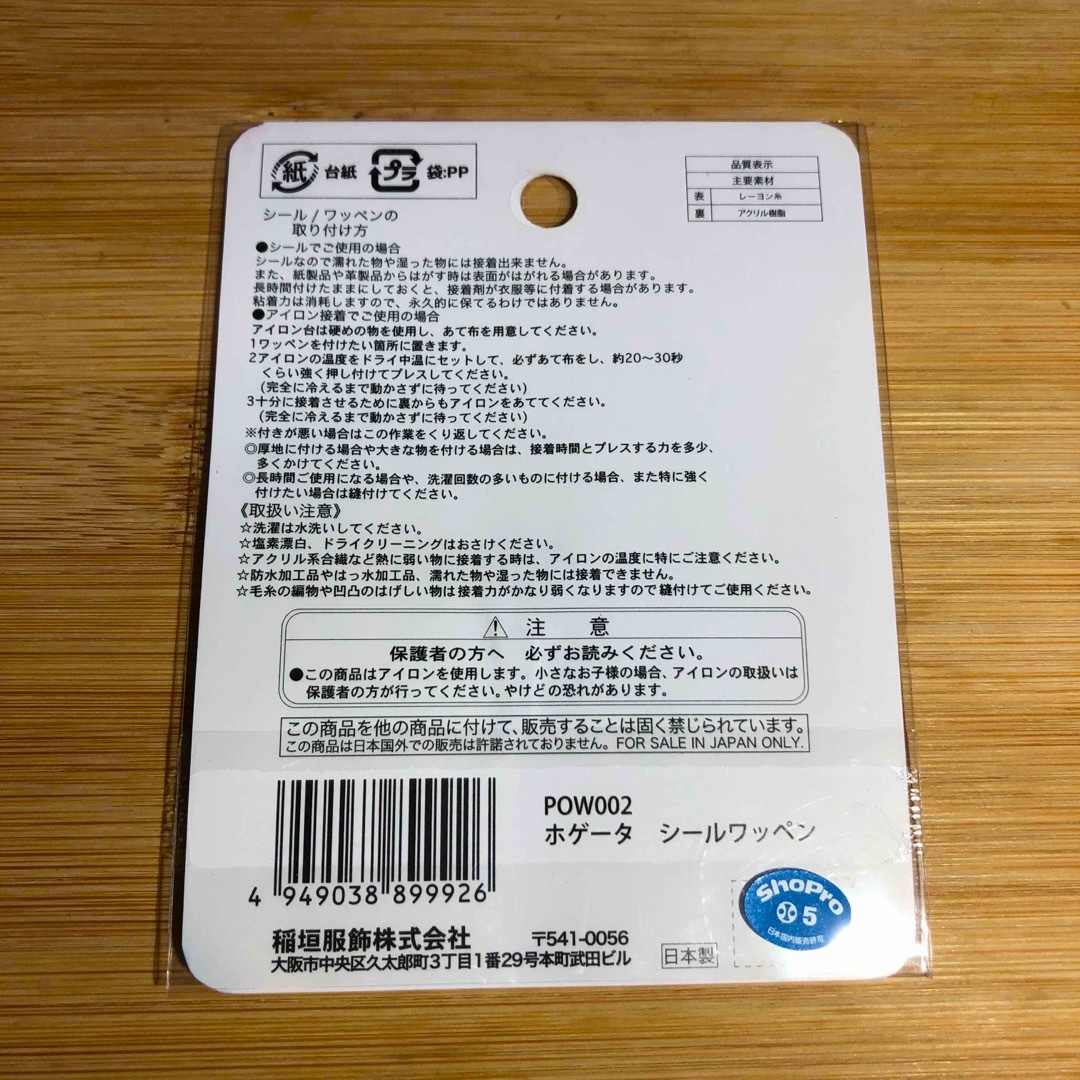 紙 台紙 プラ 袋:PP
品質表示
主要素材
表 レーヨン糸
裏 アクリル樹脂
シール/ワッペンの
取り付け方
●シールでご使用の場合
シールなので濡れた物や湿った物には接着出来ません。
また、紙製品や革製品からはがす時は表面がはがれる場合があります。
長時間付けたままにしておくと、接着剤が衣服等に付着する場合があります。
粘着力は消耗しますので、永久的に保てるわけではありません。
●アイロン接着でご使用の場合
アイロン台は硬めの物を使用し、あて布を用意してください。
1ワッペンを付けたい箇所に置きます。
2アイロンの温度をドライ中温にセットして、必ずあて布をし、約20〜30秒
くらい強く押し付けてプレスしてください。
(完全に冷えるまで動かさずに待ってください)
3十分に接着させるために裏からもアイロンをあててください。
(完全に冷えるまで動かさずに待ってください)
※付きが悪い場合はこの作業をくり返してください。
◎厚地に付ける場合や大きな物を付ける場合は、接着時間とプレスする力を多少、
多くかけてください。
◎長時間ご使用になる場合や、洗濯回数の多いものに付ける場合、また特に強く
付けたい場合は縫付けてください。
《取扱い注意》
☆洗濯は水洗いしてください。
☆塩素漂白、ドライクリーニングはおさけください。
☆アクリル系合繊など熱に弱い物に接着する時は、アイロンの温度に特にご注意ください。
☆防水加工品やはっ水加工品、濡れた物や湿った物には接着できません。
☆毛糸の編物や凹凸のはげしい物は接着力がかなり弱くなりますので縫付けてご使用ください。
⚠ 注 意
保護者の方へ 必ずお読みください。
●この商品はアイロンを使用します。小さなお子様の場合、アイロンの取扱いは
保護者の方が行ってください。やけどの恐れがあります。
この商品を他の商品に付けて、販売することは固く禁じられています。
この商品は日本国外での販売は許諾されておりません。FOR SALE IN JAPAN ONLY.
POW002
ホゲータ シールワッペン
4 949038 899926
ShoPro
5
日本国内販売許可
稲垣服飾株式会社 〒541-0056
大阪市中央区久太郎町3丁目1番29号本町武田ビル
日本製